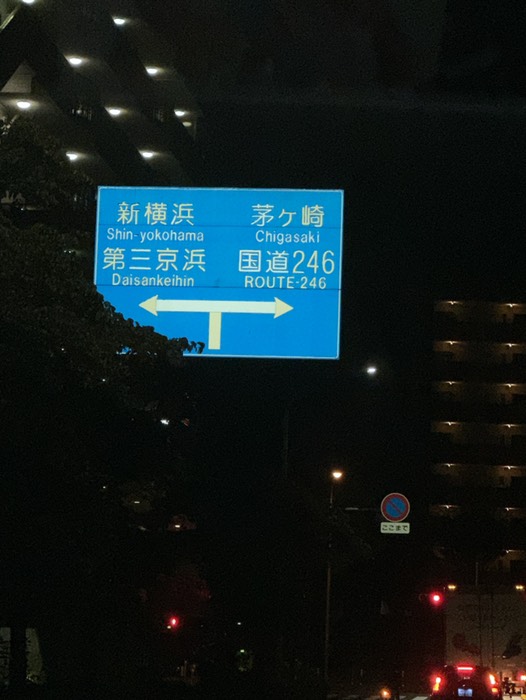 新横浜 茅ヶ崎
Shin-yokohama Chigasaki
第三京浜 国道246
Daisankeihin ROUTE-246
ここまで